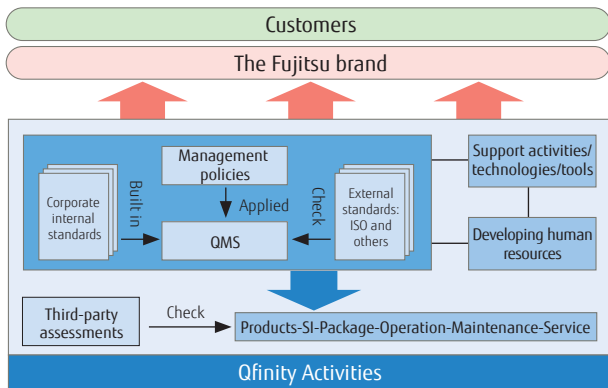 Customers
The Fujitsu brand
Management
policies
Support activities/
technologies/tools
Corporate
internal
standards
Built in
Applied
Check
External
standards:
ISO and
others
QMS
Developing human
resources
Third-party
assessments
Check
Products-SI-Package-Operation-Maintenance-Service
Qfinity Activities